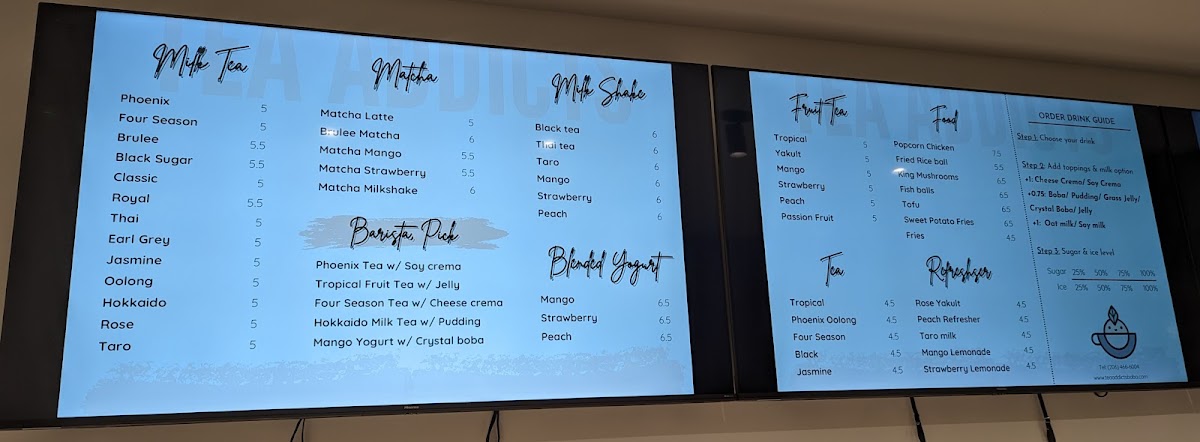 TEA ADDICTS
Milk Tea
Phoenix 5
Four Season 5
Brulee 5.5
Black Sugar 5.5
Classic 5
Royal 5.5
Thai 5
Earl Grey 5
Jasmine 5
Oolong 5
Hokkaido 5
Rose 5
Taro 5
Matcha
Matcha Latte 5
Brulee Matcha 6
Matcha Mango 5.5
Matcha Strawberry 5.5
Matcha Milkshake 6
Barista, Pick
Phoenix Tea w/ Soy crema
Tropical Fruit Tea w/ Jelly
Four Season Tea w/ Cheese crema
Hokkaido Milk Tea w/ Pudding
Mango Yogurt w/ Crystal boba
Milk Shake
Black tea 6
Thai tea 6
Taro 6
Mango 6
Strawberry 6
Peach 6
Blended Yogurt
Mango 6.5
Strawberry 6.5
Peach 6.5
Hisense
TEA ADDICTS
Fruit Tea
Tropical 5
Yakult 5
Mango 5
Strawberry 5
Peach 5
Passion Fruit 5
Tea
Tropical 4.5
Phoenix Oolong 4.5
Four Season 4.5
Black 4.5
Jasmine 4.5
Food
Popcorn Chicken 7.5
Fried Rice ball 5.5
King Mushrooms 6.5
Fish balls 6.5
Tofu 6.5
Sweet Potato Fries 6.5
Fries 4.5
Refreshser
Rose Yakult 4.5
Peach Refresher 4.5
Taro milk 4.5
Mango Lemonade 4.5
Strawberry Lemonade 4.5
ORDER DRINK GUIDE
Step 1: Choose your drink
Step 2: Add toppings & milk option
+1: Cheese Crema/ Soy Crema
+0.75: Boba/ Pudding/ Grass Jelly/
Crystal Boba/ Jelly
+1: Oat milk/ Soy milk
Step 3: Sugar & ice level
Sugar 25% 50% 75% 100%
Ice 25% 50% 75% 100%